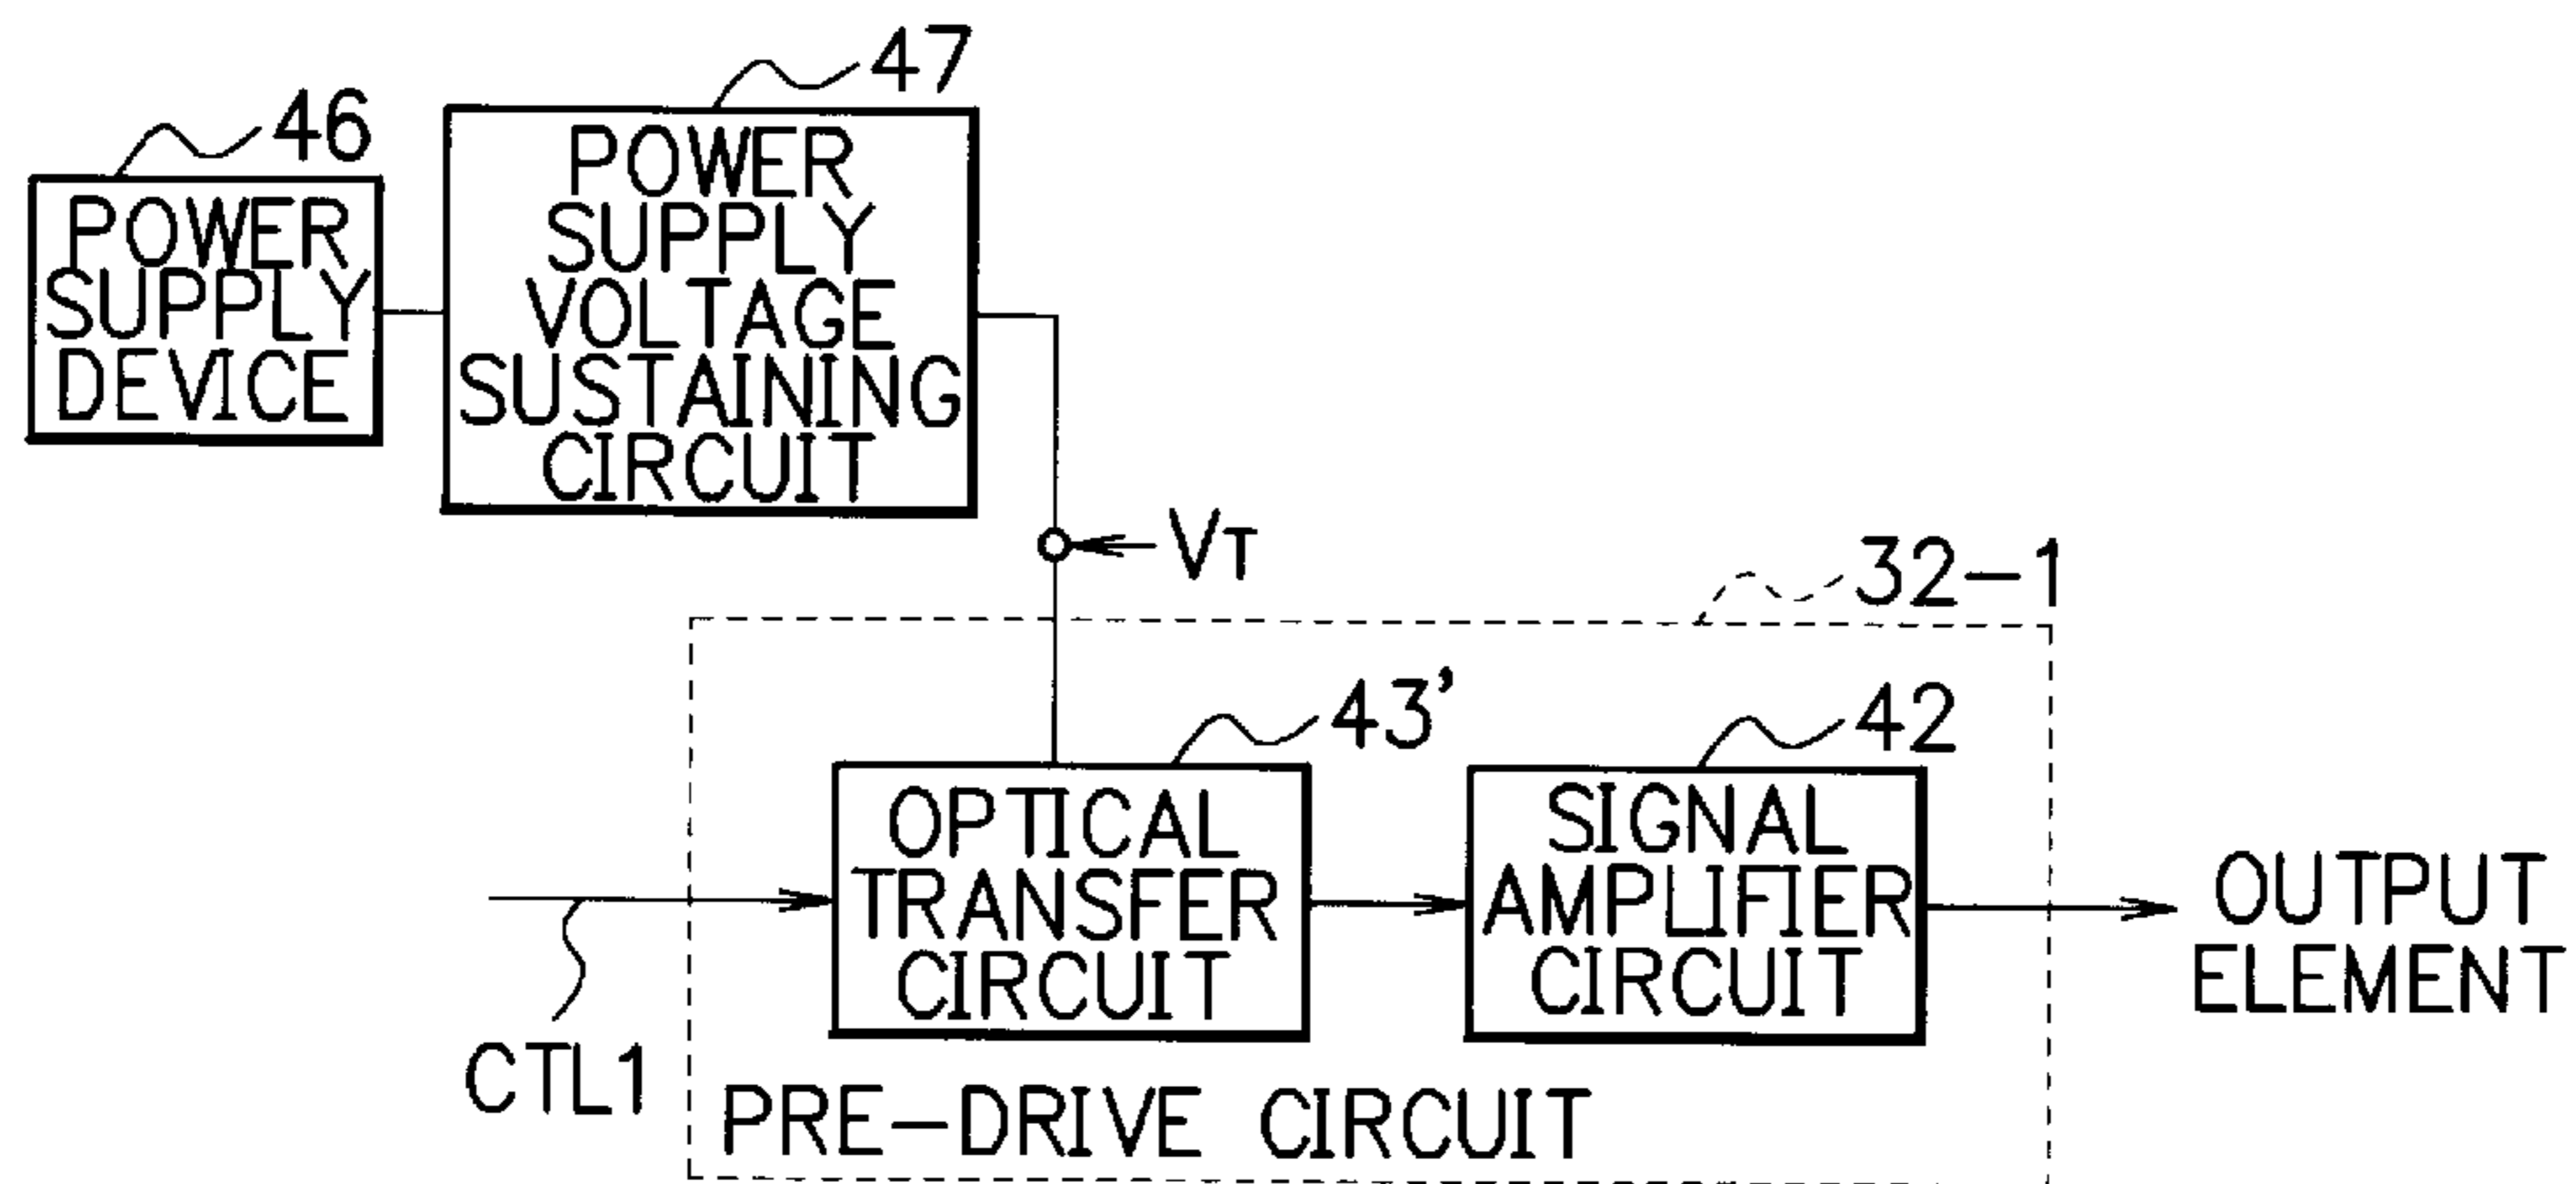 47
46
POWER
SUPPLY
DEVICE
POWER
SUPPLY
VOLTAGE
SUSTAINING
CIRCUIT
VT
32-1
43'
42
OPTICAL
TRANSFER
CIRCUIT
SIGNAL
AMPLIFIER
CIRCUIT
OUTPUT
ELEMENT
CTL1
PRE-DRIVE CIRCUIT